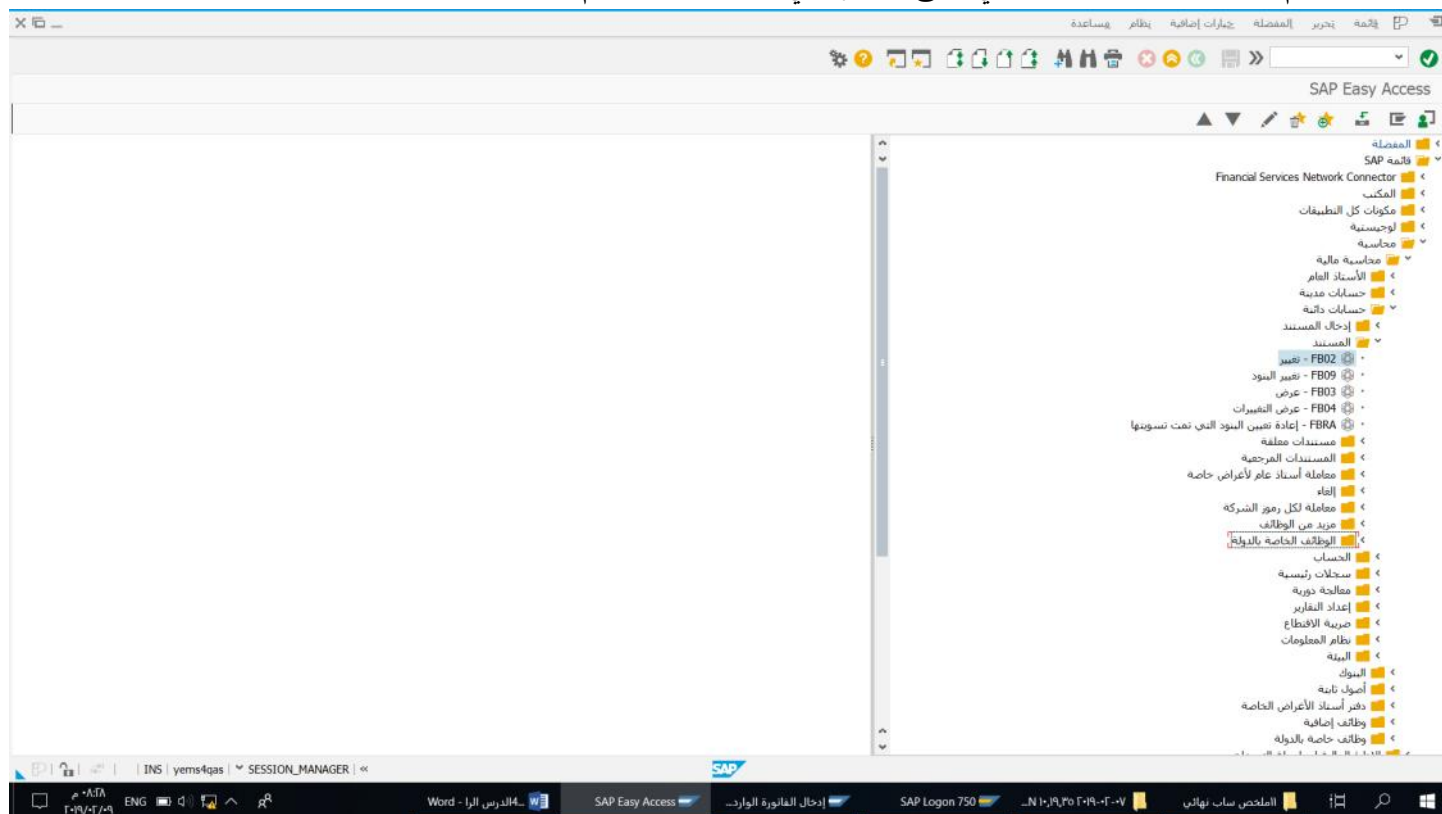 قائمة تحرير المفضلة خيارات إضافية نظام مساعدة
SAP Easy Access
المفضلة
قائمة SAP
Financial Services Network Connector
المكتب
مكونات كل التطبيقات
لوجيستية
محاسبة
محاسبة مالية
الأستاذ العام
حسابات مدينة
حسابات دائنة
إدخال المستند
المستند
FB02 - تغيير
FB09 - تغيير البنود
FB03 - عرض
FB04 - عرض التغييرات
FBRA - إعادة تعيين البنود التي تمت تسويتها
مستندات معلقة
المستندات المرجعية
معاملة أستاذ عام لأغراض خاصة
إلغاء
معاملة لكل رموز الشركة
مزيد من الوظائف
الوظائف الخاصة بالدولة
الحساب
سجلات رئيسية
معالجة دورية
إعداد التقارير
ضريبة الاقتطاع
نظام المعلومات
البيئة
البنوك
أصول ثابتة
دفتر أستاذ الأغراض الخاصة
وظائف إضافية
وظائف خاصة بالدولة
INS | yems4qas | SESSION_MANAGER | «
SAP
الملخص ساب نهائي
SAP Logon 750
إدخال الفاتورة الوارد...
SAP Easy Access
4الدرس الرا - Word
ENG
٠٨:٢٨ م
٢٠١٩/٠٢/٠٩